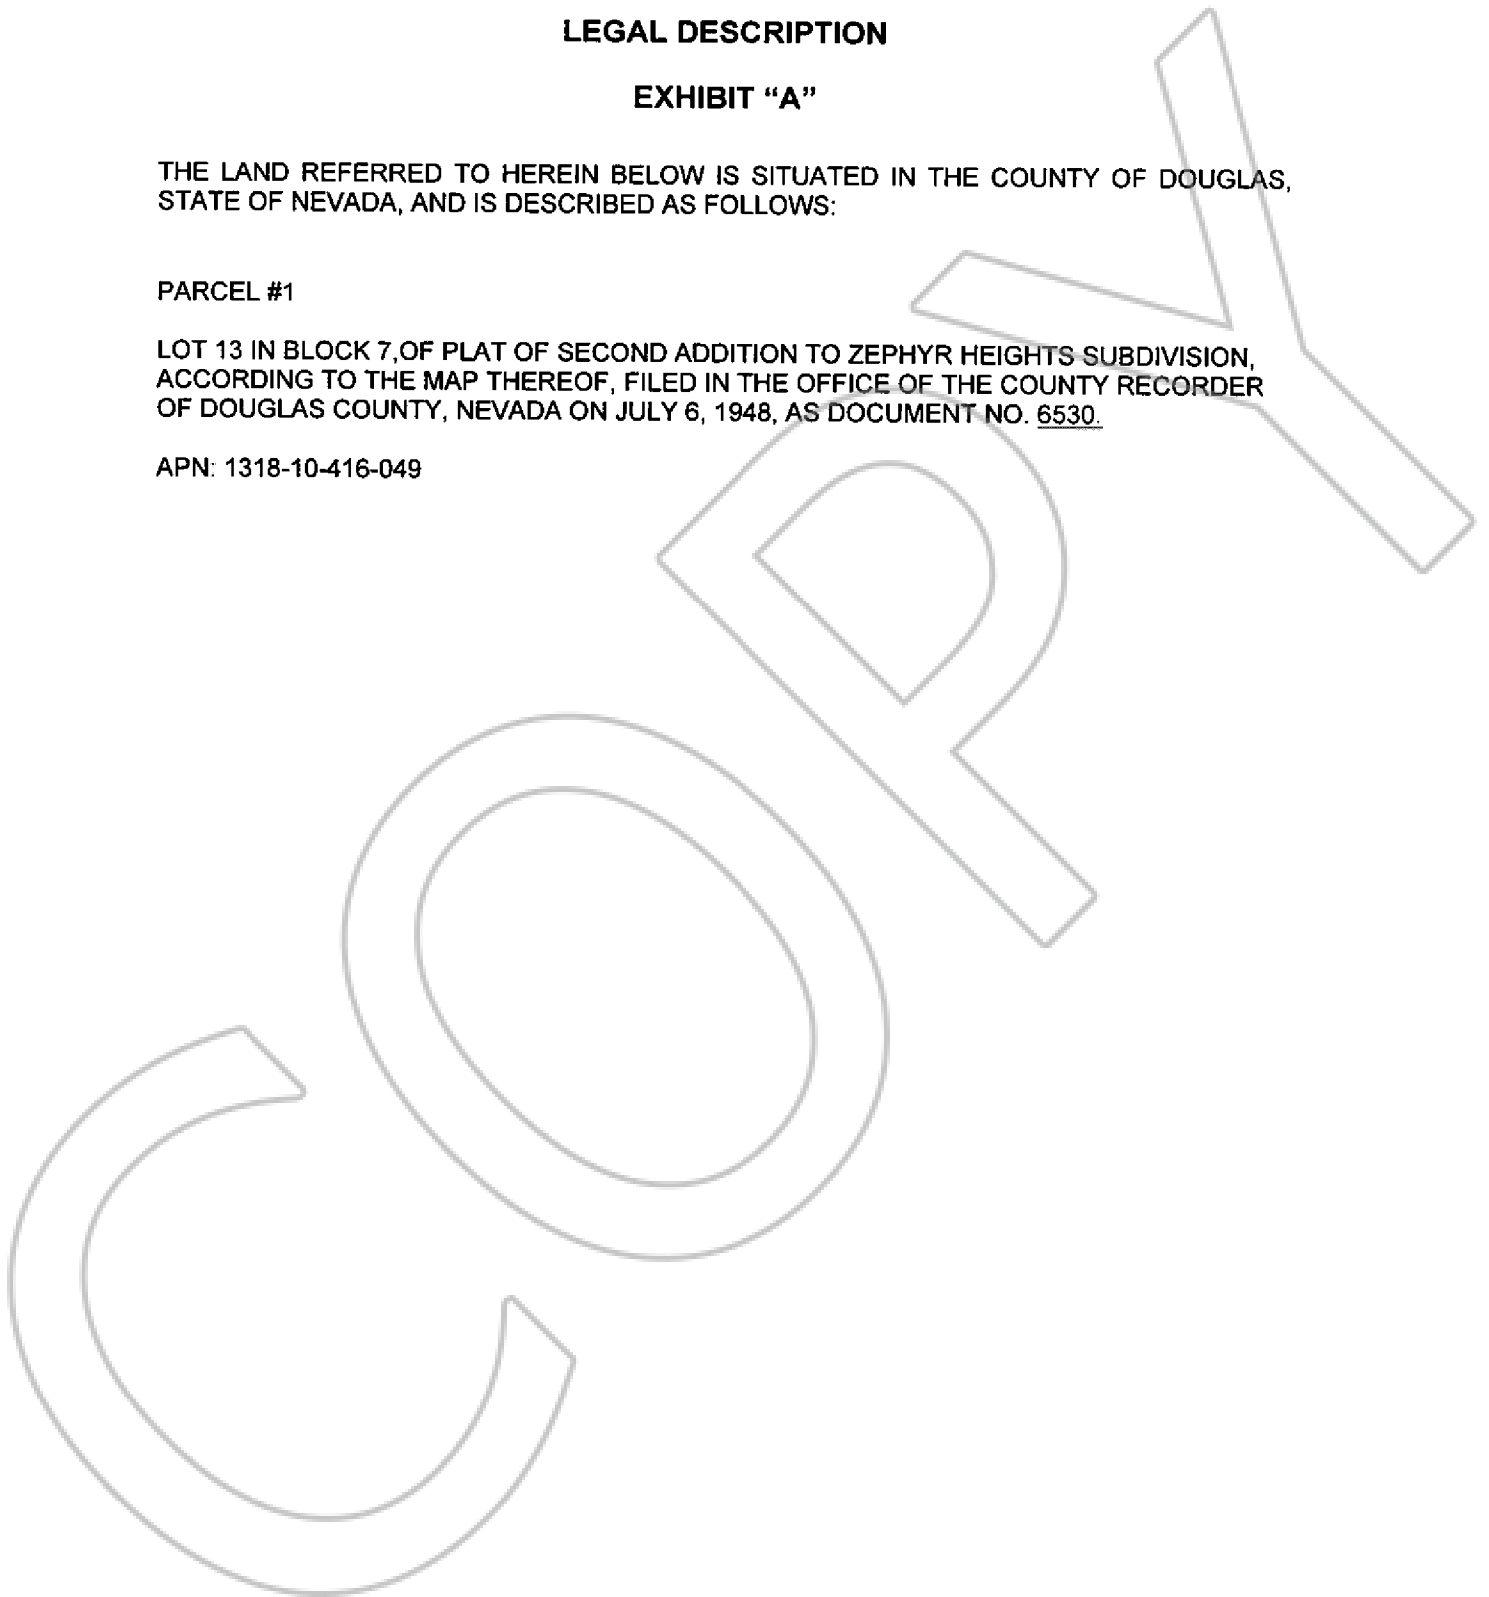 LEGAL DESCRIPTION
EXHIBIT “A”
THE LAND REFERRED TO HEREIN BELOW IS SITUATED IN THE COUNTY OF DOUGLAS,
STATE OF NEVADA, AND IS DESCRIBED AS FOLLOWS:
PARCEL #1
LOT 13 IN BLOCK 7,OF PLAT OF SECOND ADDITION TO ZEPHYR HEIGHTS SUBDIVISION,
ACCORDING TO THE MAP THEREOF, FILED IN THE OFFICE OF THE COUNTY RECORDER
OF DOUGLAS COUNTY, NEVADA ON JULY 6, 1948, AS DOCUMENT NO. 6530.
APN: 1318-10-416-049
COPY